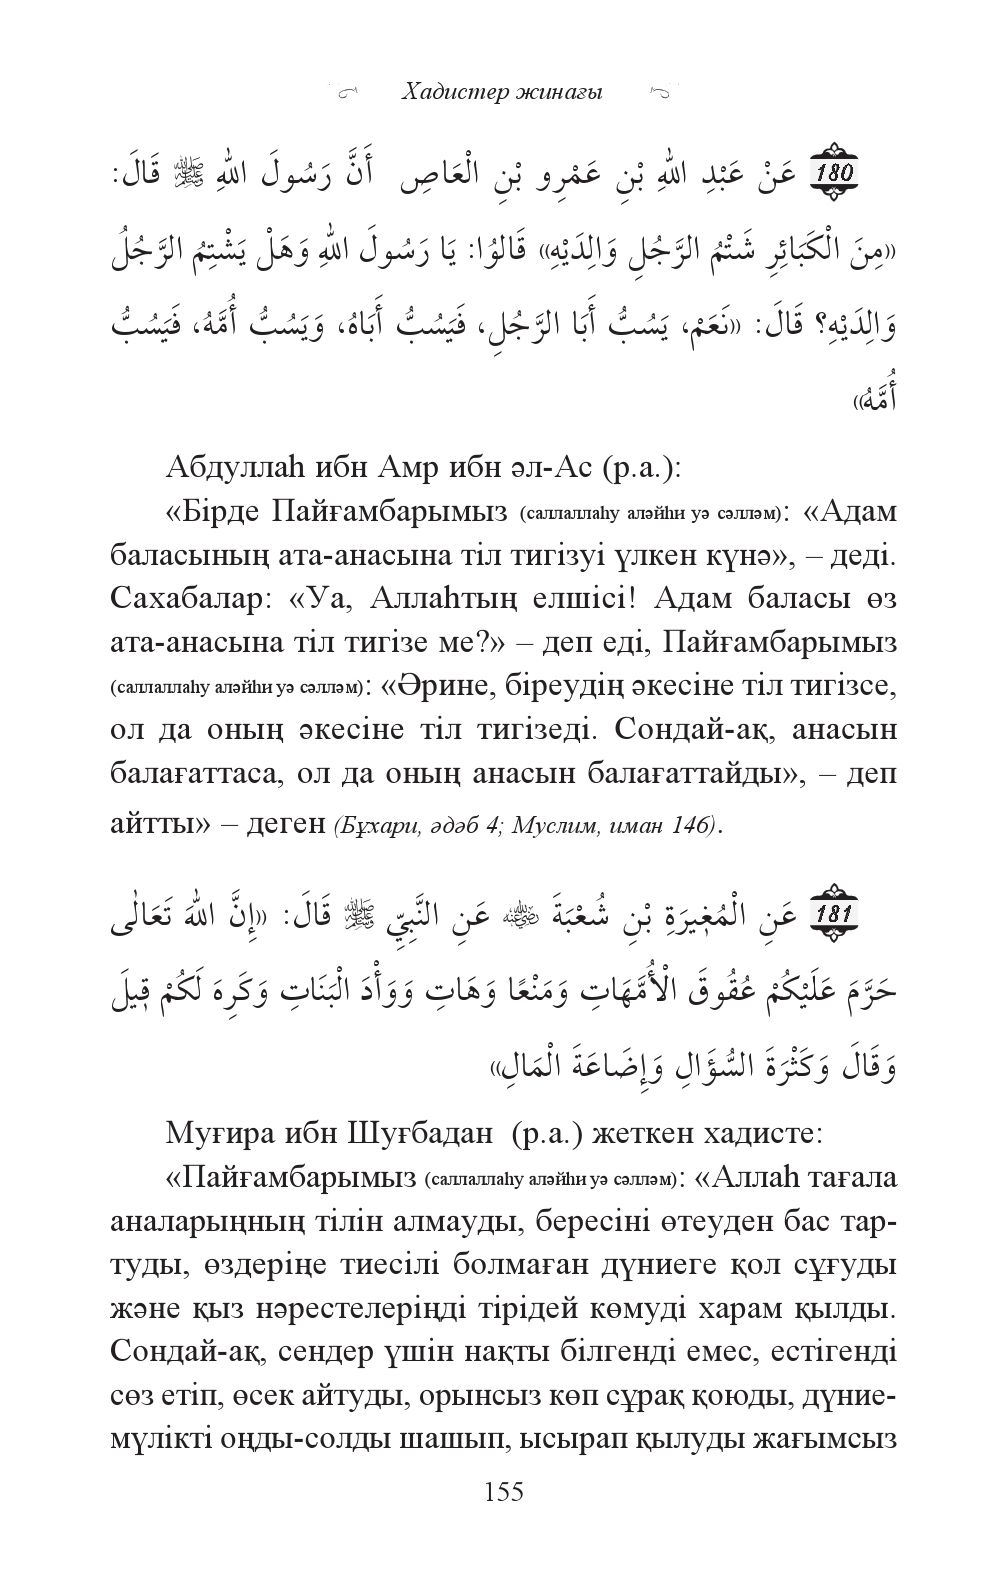 Хадистер жинағы
180 عَنْ عَبْدِ اللهِ بْنِ عَمْرِو بْنِ الْعَاصِ أَنَّ رَسُولَ اللهِ ﷺ قَالَ:
«مِنَ الْكَبَائِرِ شَتْمُ الرَّجُلِ وَالِدَيْهِ» قَالُوا: يَا رَسُولَ اللهِ وَهَلْ يَشْتِمُ الرَّجُلُ
وَالِدَيْهِ؟ قَالَ: «نَعَمْ، يَسُبُّ أَبَا الرَّجُلِ، فَيَسُبُّ أَبَاهُ، وَيَسُبُّ أُمَّهُ، فَيَسُبُّ
أُمَّهُ»
Абдуллаһ ибн Амр ибн әл-Ас (р.а.):
«Бірде Пайғамбарымыз (саллаллаһу аләйһи уә сәлләм): «Адам
баласының ата-анасына тіл тигізуі үлкен күнә», – деді.
Сахабалар: «Уа, Аллаһтың елшісі! Адам баласы өз
ата-анасына тіл тигізе ме?» – деп еді, Пайғамбарымыз
(саллаллаһу аләйһи уә сәлләм): «Әрине, біреудің әкесіне тіл тигізсе,
ол да оның әкесіне тіл тигізеді. Сондай-ақ, анасын
балағаттаса, ол да оның анасын балағаттайды», – деп
айтты» – деген (Бұхари, әдәб 4; Муслим, иман 146).
181 عَنِ الْمُغِيرَةِ بْنِ شُعْبَةَ رضي الله عنه عَنِ النَّبِيِّ ﷺ قَالَ: «إِنَّ اللهَ تَعَالٰى
حَرَّمَ عَلَيْكُمْ عُقُوقَ الْأُمَّهَاتِ وَمَنْعًا وَهَاتِ وَوَأْدَ الْبَنَاتِ وَكَرِهَ لَكُمْ قِيلَ
وَقَالَ وَكَثْرَةَ السُّؤَالِ وَإِضَاعَةَ الْمَالِ»
Муғира ибн Шуғбадан (р.а.) жеткен хадисте:
«Пайғамбарымыз (саллаллаһу аләйһи уә сәлләм): «Аллаһ тағала
аналарыңның тілін алмауды, бересіні өтеуден бас тар-
туды, өздеріңе тиесілі болмаған дүниеге қол сұғуды
және қыз нәрестелеріңді тірідей көмуді харам қылды.
Сондай-ақ, сендер үшін нақты білгенді емес, естігенді
сөз етіп, өсек айтуды, орынсыз көп сұрақ қоюды, дүние-
мүлікті оңды-солды шашып, ысырап қылуды жағымсыз
155